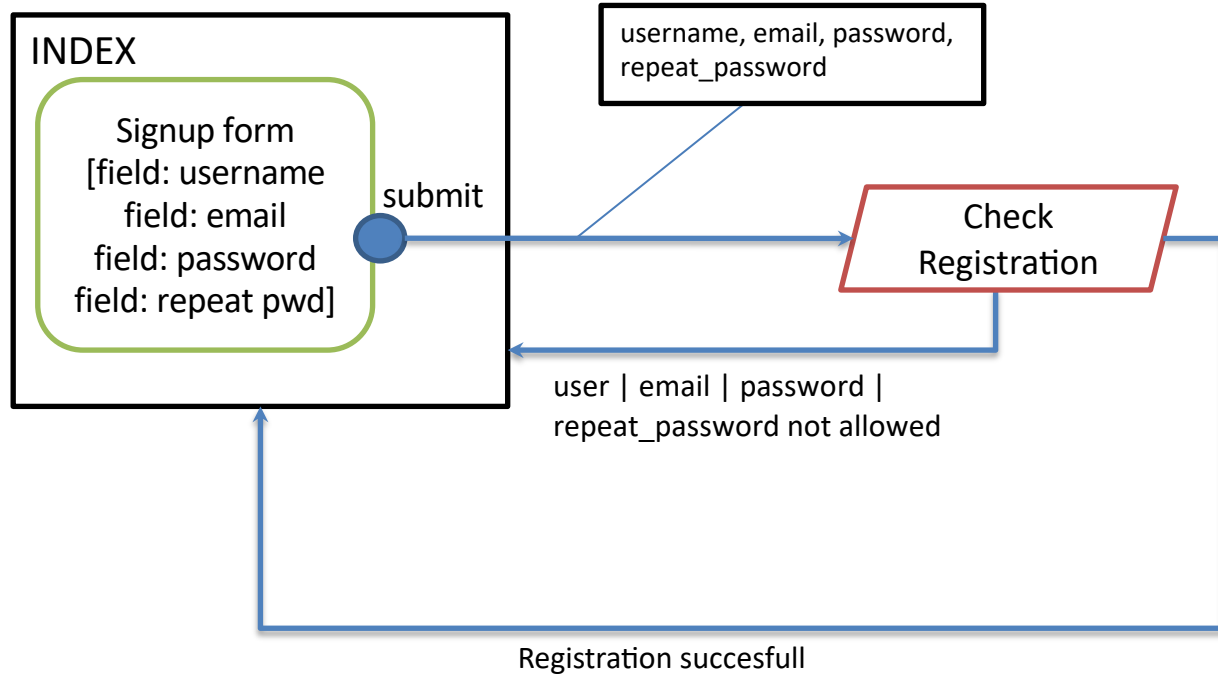 INDEX
Signup form
[field: username
field: email
field: password
field: repeat pwd]
submit
username, email, password,
repeat_password
Check
Registration
user | email | password |
repeat_password not allowed
Registration succesfull